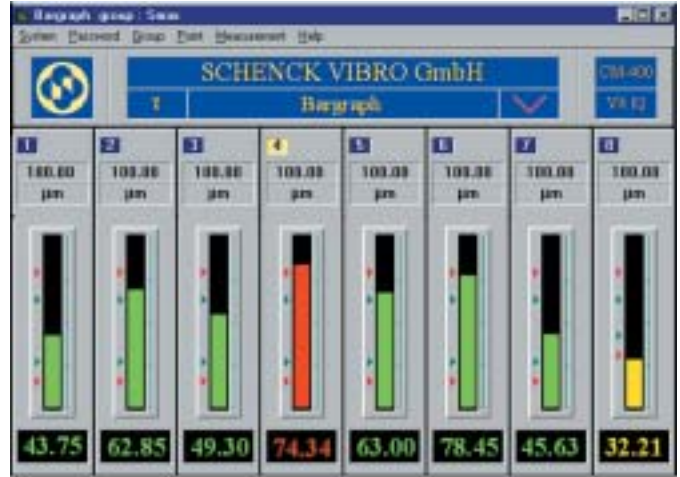 Bargraph group : 5mm
System Password Group Point Measurement Help
SCHENCK VIBRO GmbH
CM-400
1 Bargraph
1 2 3 4 5 6 7 8
100.00 100.00 100.00 100.00 100.00 100.00 100.00 100.00
µm µm µm µm µm µm µm µm
43.75 62.85 49.30 74.34 63.00 78.45 45.63 32.21